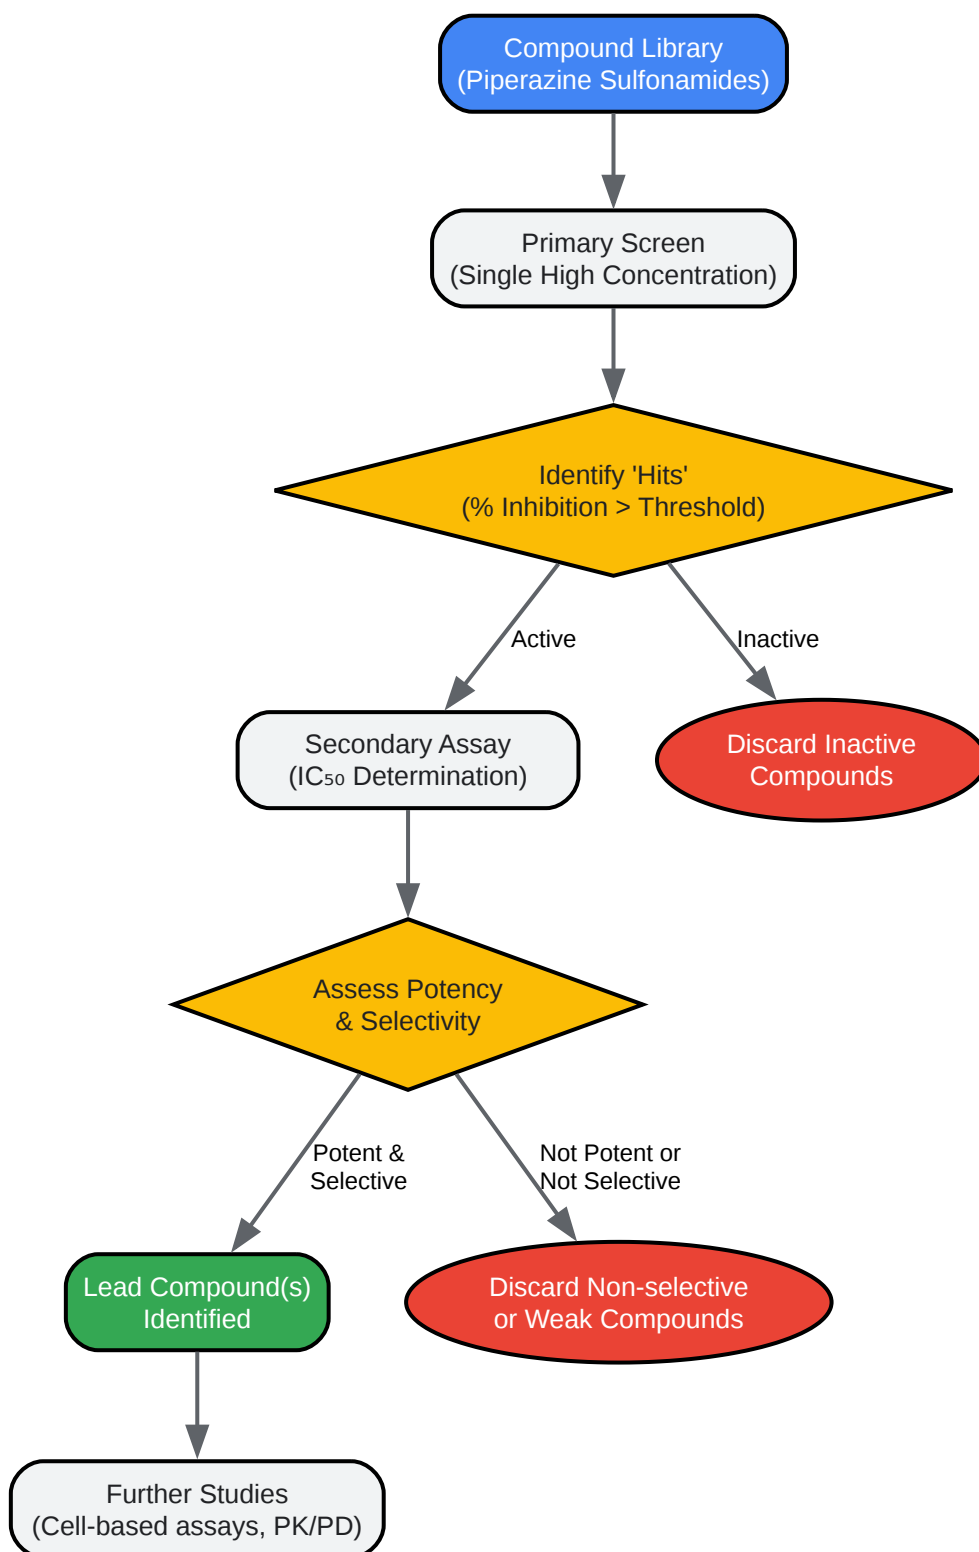 Compound Library
(Piperazine Sulfonamides)
Primary Screen
(Single High Concentration)
Identify 'Hits'
(% Inhibition > Threshold)
Active
Inactive
Secondary Assay
(IC₅₀ Determination)
Discard Inactive
Compounds
Assess Potency
& Selectivity
Potent &
Selective
Not Potent or
Not Selective
Lead Compound(s)
Identified
Discard Non-selective
or Weak Compounds
Further Studies
(Cell-based assays, PK/PD)